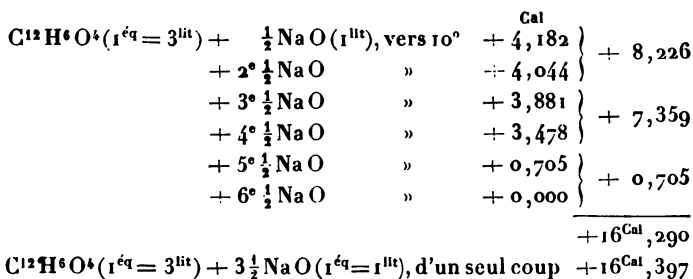 Cal
C¹²H⁶O⁴(1éq = 3lit) + ½ NaO (1lit), vers 10° + 4,182 } + 8,226
+ 2e ½ NaO » + 4,044
+ 3e ½ NaO » + 3,881 } + 7,359
+ 4e ½ NaO » + 3,478
+ 5e ½ NaO » + 0,705 } + 0,705
+ 6e ½ NaO » + 0,000
+16Cal,290
C¹²H⁶O⁴(1éq = 3lit) + 3½ NaO (1éq = 1lit), d'un seul coup +16Cal,397